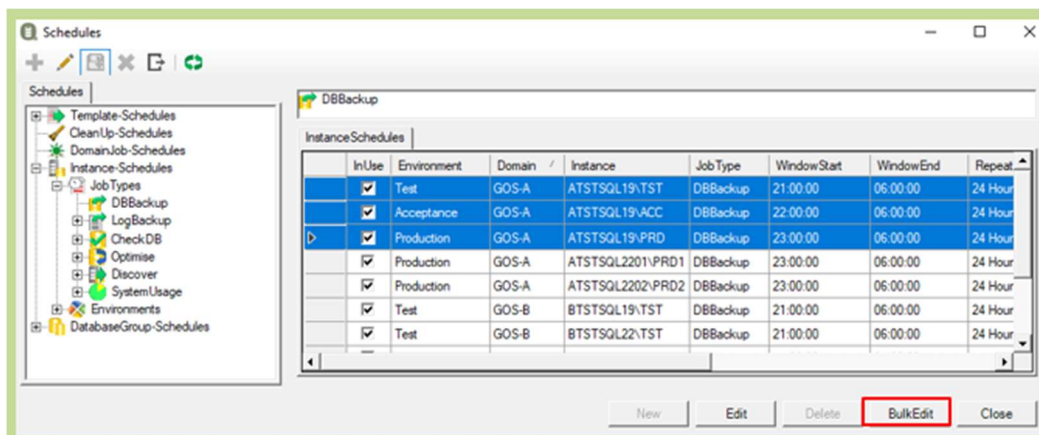 Schedules
Schedules
Template-Schedules
CleanUp-Schedules
DomainJob-Schedules
Instance-Schedules
JobTypes
DBBackup
LogBackup
CheckDB
Optimise
Discover
SystemUsage
Environments
DatabaseGroup-Schedules
DBBackup
InstanceSchedules
InUse Environment Domain Instance JobType WindowStart WindowEnd Repeat
Test GOS-A ATSTSQL19\TST DBBackup 21:00:00 06:00:00 24 Hour
Acceptance GOS-A ATSTSQL19\ACC DBBackup 22:00:00 06:00:00 24 Hour
Production GOS-A ATSTSQL19\PRD DBBackup 23:00:00 06:00:00 24 Hour
Production GOS-A ATSTSQL2201\PRD1 DBBackup 23:00:00 06:00:00 24 Hour
Production GOS-A ATSTSQL2202\PRD2 DBBackup 23:00:00 06:00:00 24 Hour
Test GOS-B BTSTSQL19\TST DBBackup 21:00:00 06:00:00 24 Hour
Test GOS-B BTSTSQL22\TST DBBackup 21:00:00 06:00:00 24 Hour
New Edit Delete BulkEdit Close